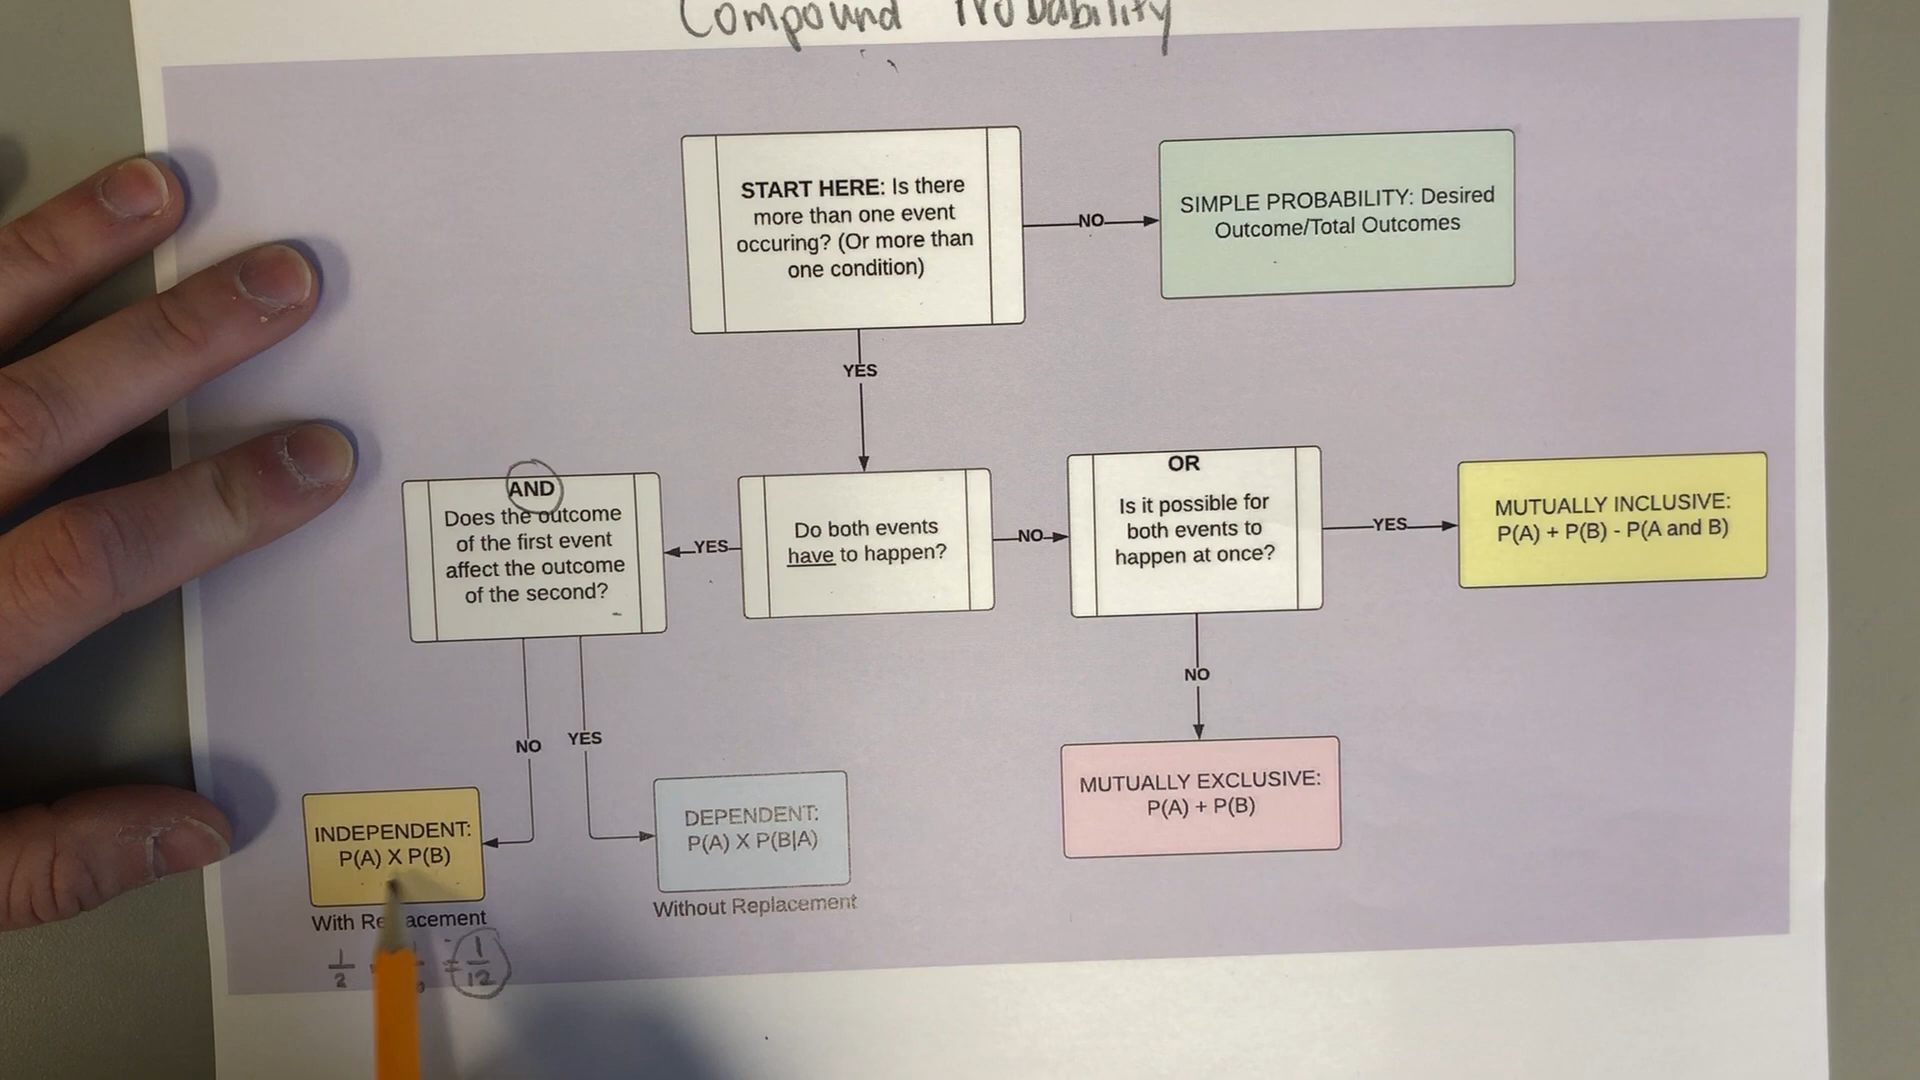 Compound Probability
START HERE: Is there
more than one event
occuring? (Or more than
one condition)
NO
SIMPLE PROBABILITY: Desired
Outcome/Total Outcomes
YES
AND
Does the outcome
of the first event
affect the outcome
of the second?
YES
Do both events
have to happen?
NO
OR
Is it possible for
both events to
happen at once?
YES
MUTUALLY INCLUSIVE:
P(A) + P(B) - P(A and B)
NO
YES
NO
INDEPENDENT:
P(A) X P(B)
With Replacement
DEPENDENT:
P(A) X P(B|A)
Without Replacement
MUTUALLY EXCLUSIVE:
P(A) + P(B)
1/2 = 1/12